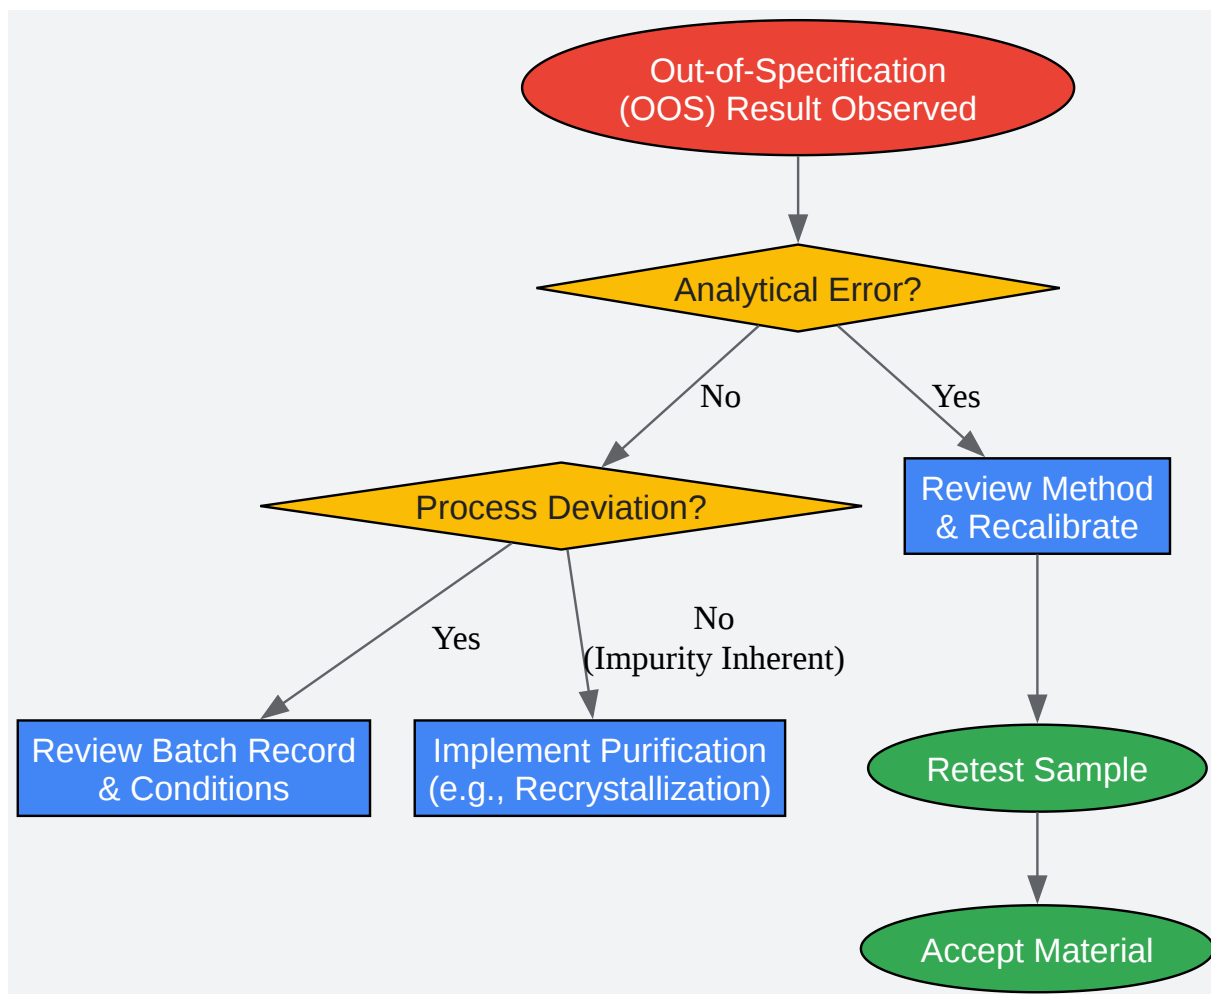 Out-of-Specification
(OOS) Result Observed
Analytical Error?
No
Yes
Process Deviation?
Review Method
& Recalibrate
Yes
No
(Impurity Inherent)
Review Batch Record
& Conditions
Implement Purification
(e.g., Recrystallization)
Retest Sample
Accept Material